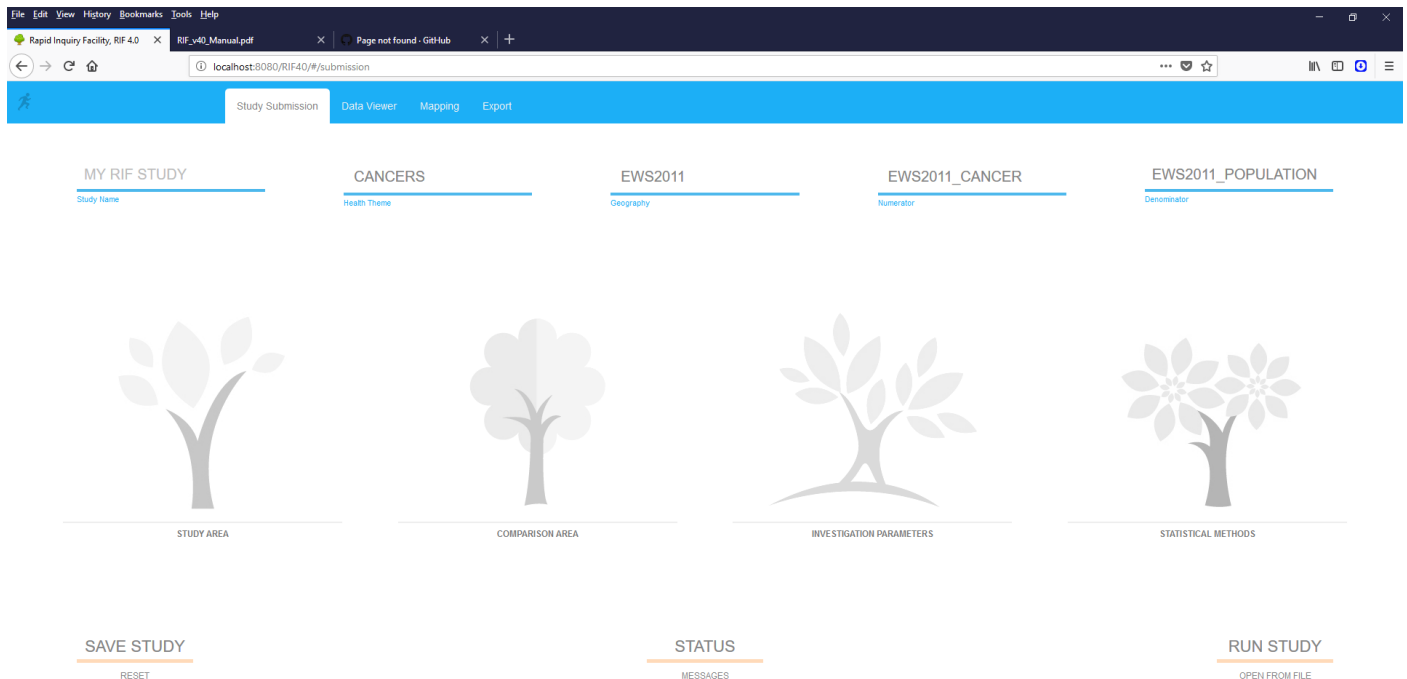 File Edit View History Bookmarks Tools Help
Rapid Inquiry Facility, RIF 4.0
RIF_v40_Manual.pdf
Page not found · GitHub
localhost:8080/RIF40/#/submission
Study Submission
Data Viewer
Mapping
Export
MY RIF STUDY
Study Name
CANCERS
Health Theme
EWS2011
Geography
EWS2011_CANCER
Numerator
EWS2011_POPULATION
Denominator
STUDY AREA
COMPARISON AREA
INVESTIGATION PARAMETERS
STATISTICAL METHODS
SAVE STUDY
RESET
STATUS
MESSAGES
RUN STUDY
OPEN FROM FILE